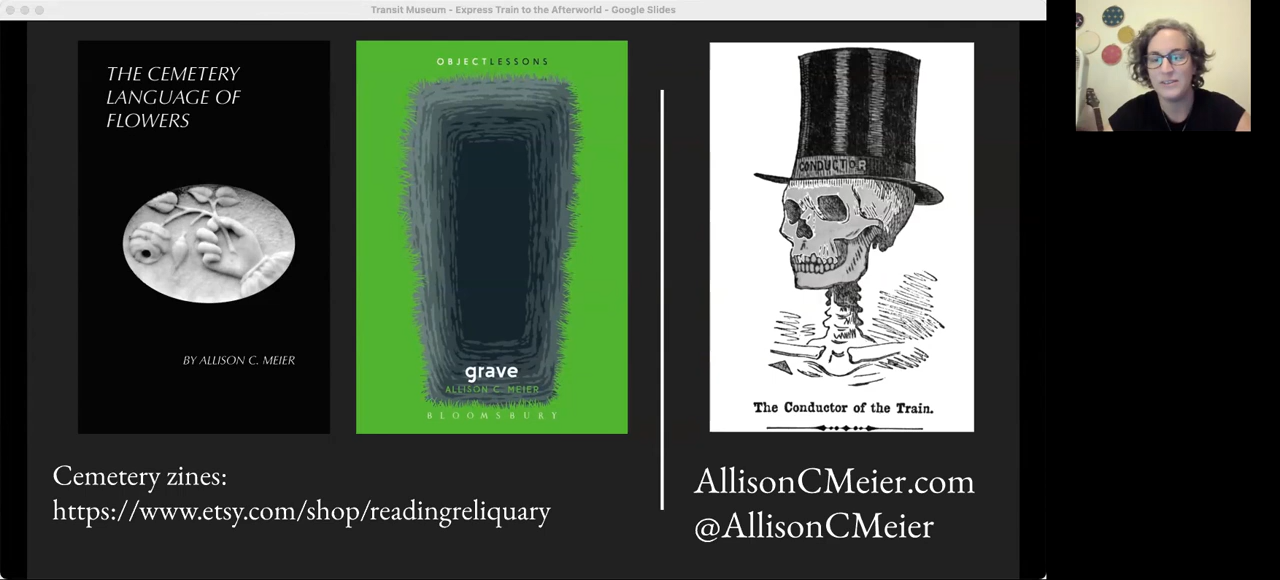 Transit Museum - Express Train to the Afterworld - Google Slides
THE CEMETERY
LANGUAGE OF
FLOWERS
BY ALLISON C. MEIER
OBJECTLESSONS
grave
ALLISON C. MEIER
BLOOMSBURY
CONDUCTOR
The Conductor of the Train.
Cemetery zines:
https://www.etsy.com/shop/readingreliquary
AllisonCMeier.com
@AllisonCMeier